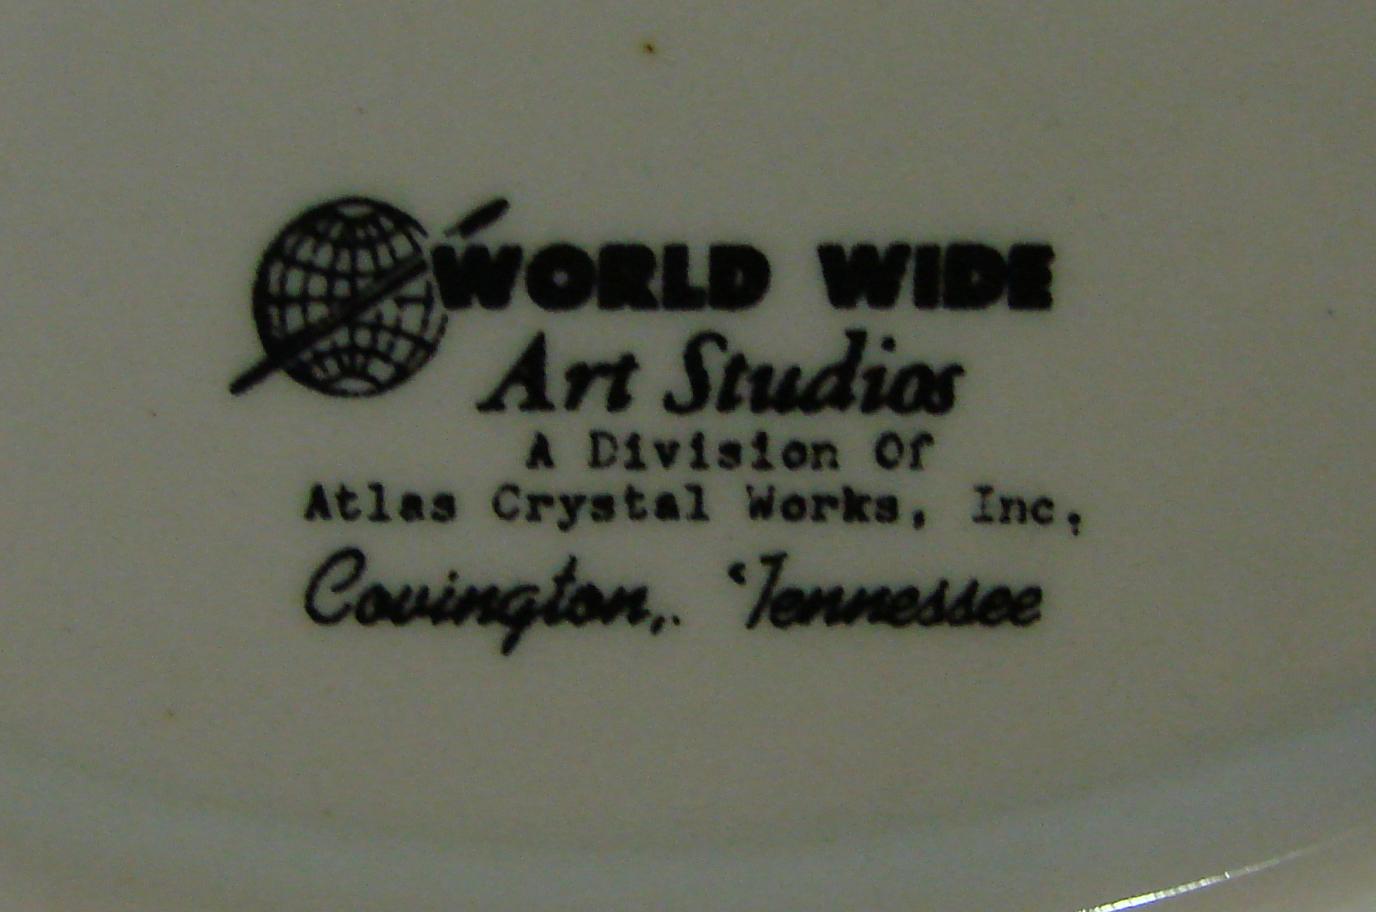 WORLD WIDE
Art Studios
A Division Of
Atlas Crystal Works, Inc.
Covington,. Tennessee